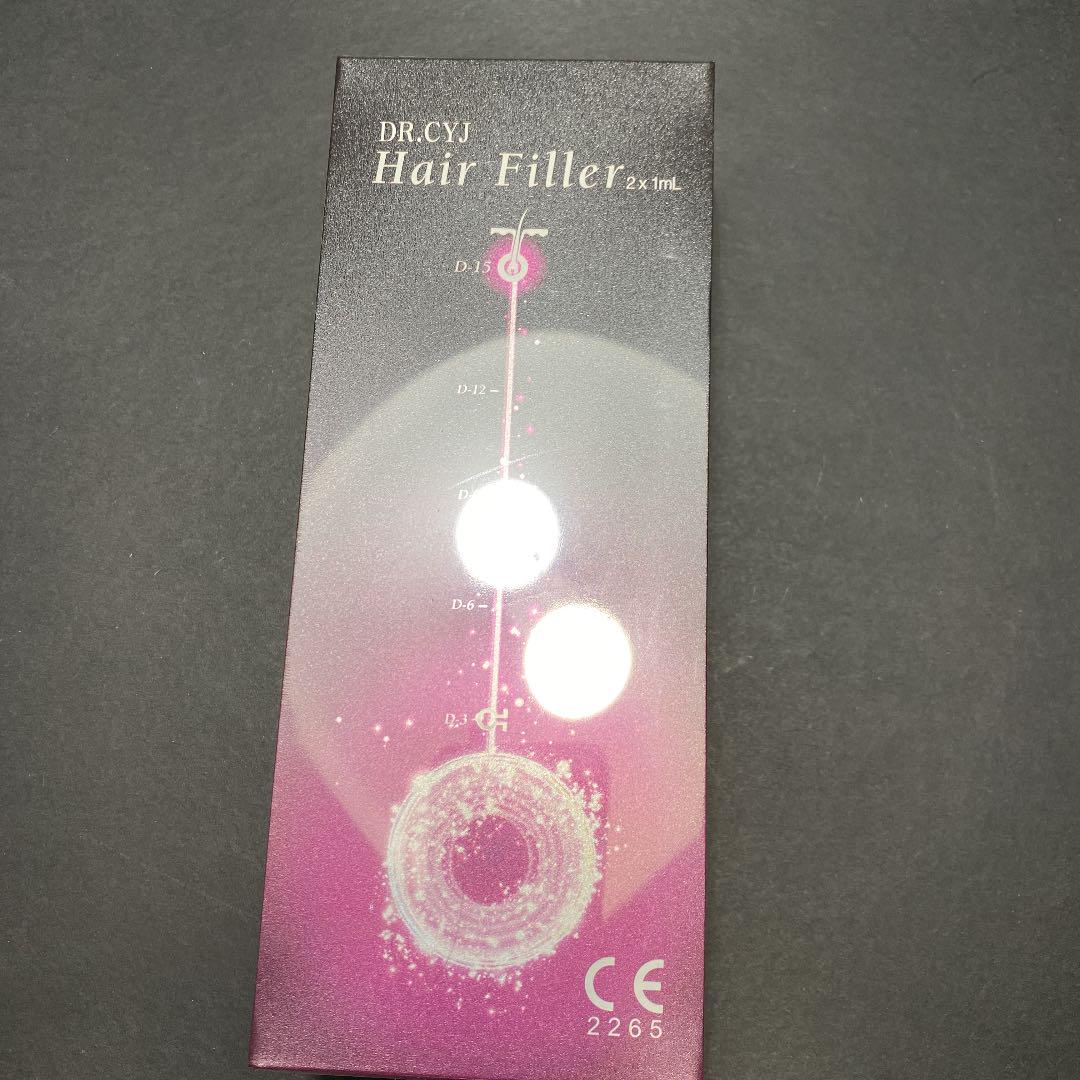 DR.CYJ
Hair Filler 2 x 1mL
D-15
D-12
D-6
D-3
CE
2265